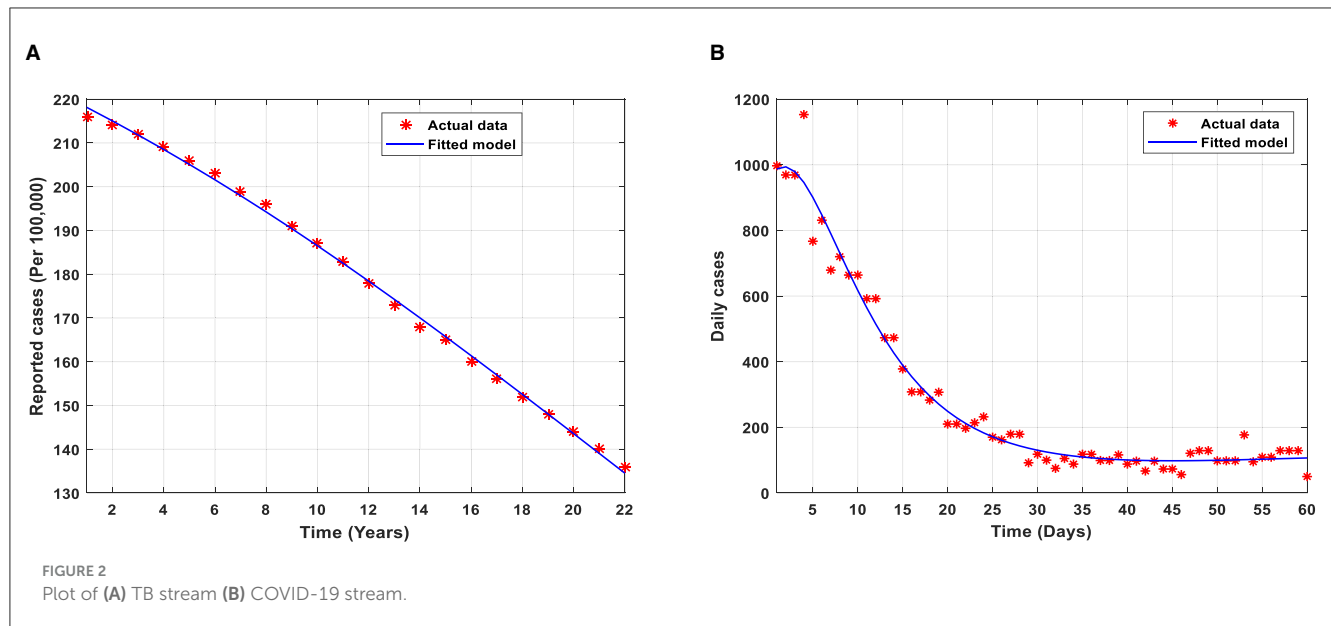 A
220
210
200
190
180
170
160
150
140
130
Reported cases (Per 100,000)
Actual data
Fitted model
2 4 6 8 10 12 14 16 18 20 22
Time (Years)
B
1200
1000
800
600
400
200
0
Daily cases
Actual data
Fitted model
5 10 15 20 25 30 35 40 45 50 55 60
Time (Days)
FIGURE 2
Plot of (A) TB stream (B) COVID-19 stream.